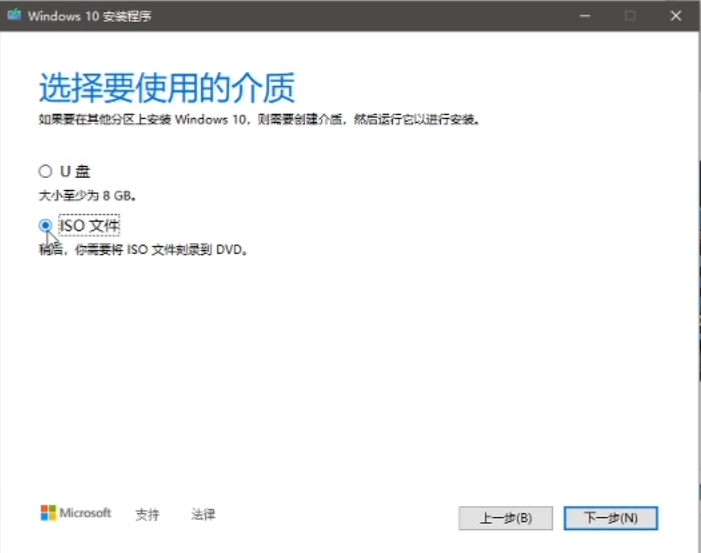 Windows 10 安装程序
选择要使用的介质
如果要在其他分区上安装 Windows 10，则需要创建介质，然后运行它以进行安装。
U 盘
大小至少为 8 GB。
ISO 文件
稍后，你需要将 ISO 文件刻录到 DVD。
Microsoft 支持 法律 上一步(B) 下一步(N)